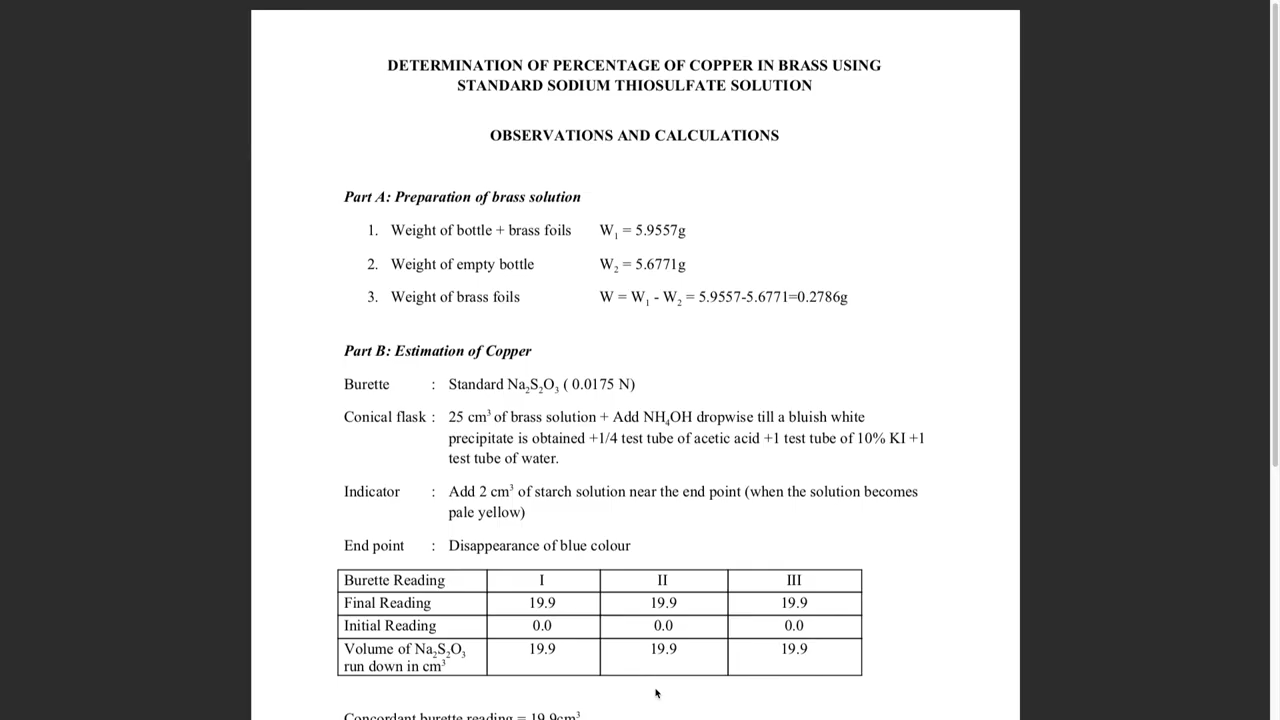 DETERMINATION OF PERCENTAGE OF COPPER IN BRASS USING
STANDARD SODIUM THIOSULFATE SOLUTION
OBSERVATIONS AND CALCULATIONS
Part A: Preparation of brass solution
1. Weight of bottle + brass foils W₁ = 5.9557g
2. Weight of empty bottle W₂ = 5.6771g
3. Weight of brass foils W = W₁ - W₂ = 5.9557-5.6771=0.2786g
Part B: Estimation of Copper
Burette : Standard Na₂S₂O₃ ( 0.0175 N)
Conical flask : 25 cm³ of brass solution + Add NH₄OH dropwise till a bluish white
precipitate is obtained +1/4 test tube of acetic acid +1 test tube of 10% KI +1
test tube of water.
Indicator : Add 2 cm³ of starch solution near the end point (when the solution becomes
pale yellow)
End point : Disappearance of blue colour
Burette Reading I II III
Final Reading 19.9 19.9 19.9
Initial Reading 0.0 0.0 0.0
Volume of Na₂S₂O₃ 19.9 19.9 19.9
run down in cm³
Concordant burette reading = 19.9cm³